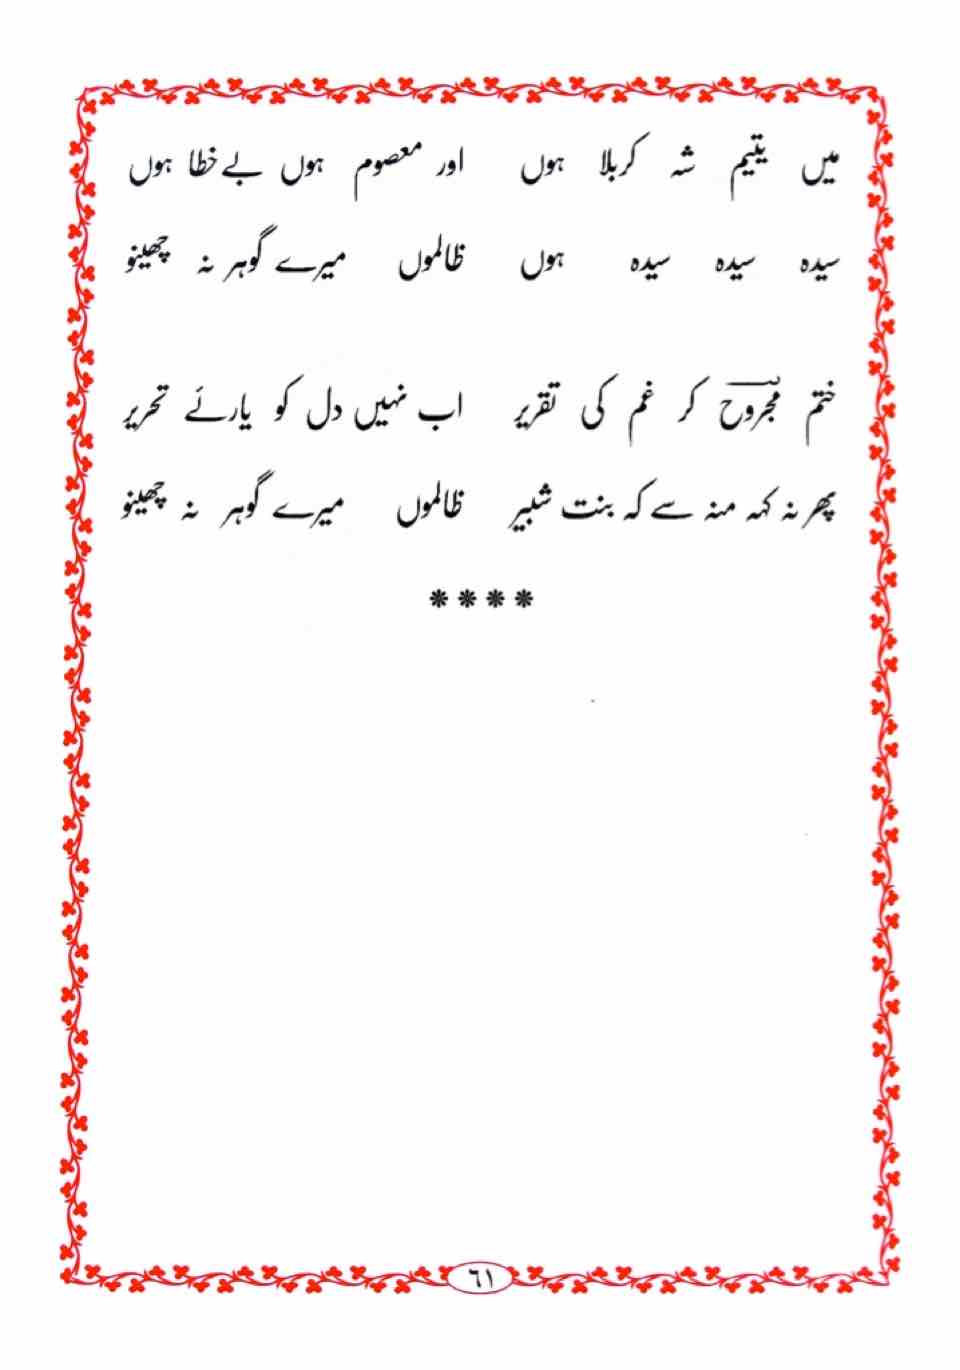 میں یتیم شہ کربلا ہوں اور معصوم ہوں بے خطا ہوں
سیدہ سیدہ سیدہ ہوں ظالموں میرے گوہر نہ چھینو
ختم مجروحؔ کر غم کی تقریر اب نہیں دل کو یارئے تحریر
پھر نہ کہہ منہ سے کہ بنت شبیر ظالموں میرے گوہر نہ چھینو
****
٦١